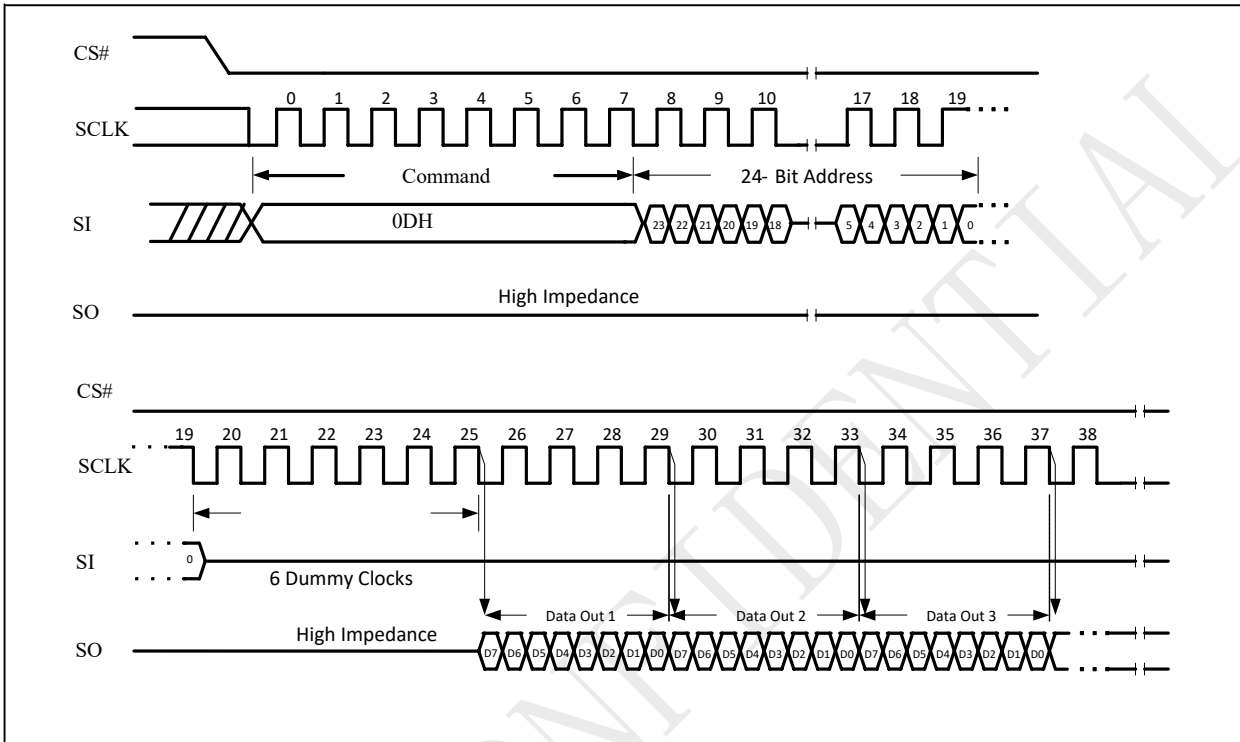 CS#
0 1 2 3 4 5 6 7 8 9 10 17 18 19
SCLK
Command 24- Bit Address
SI 0DH 23 22 21 20 19 18 5 4 3 2 1 0
High Impedance
SO
CS#
19 20 21 22 23 24 25 26 27 28 29 30 31 32 33 34 35 36 37 38
SCLK
SI 0
6 Dummy Clocks
Data Out 1 Data Out 2 Data Out 3
High Impedance
SO D7 D6 D5 D4 D3 D2 D1 D0 D7 D6 D5 D4 D3 D2 D1 D0 D7 D6 D5 D4 D3 D2 D1 D0
NFIDENTIAL